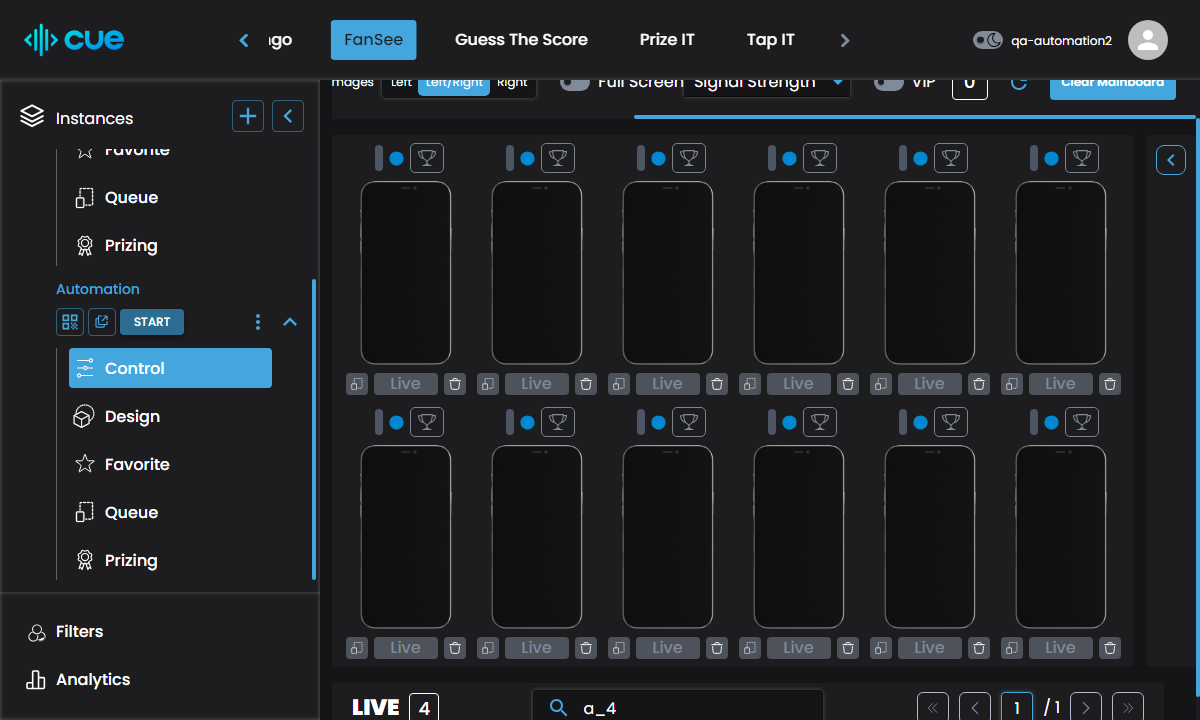 cue
ngo
FanSee
Guess The Score
Prize IT
Tap IT
qa-automation2
Instances
Favorite
Queue
Prizing
Automation
START
Control
Design
Favorite
Queue
Prizing
Filters
Analytics
mages
Left
Left/Right
Right
Full Screen
Signal Strength
VIP
0
Clear Mainboard
Live Live Live Live Live Live
Live Live Live Live Live Live
LIVE 4
a_4
1 / 1